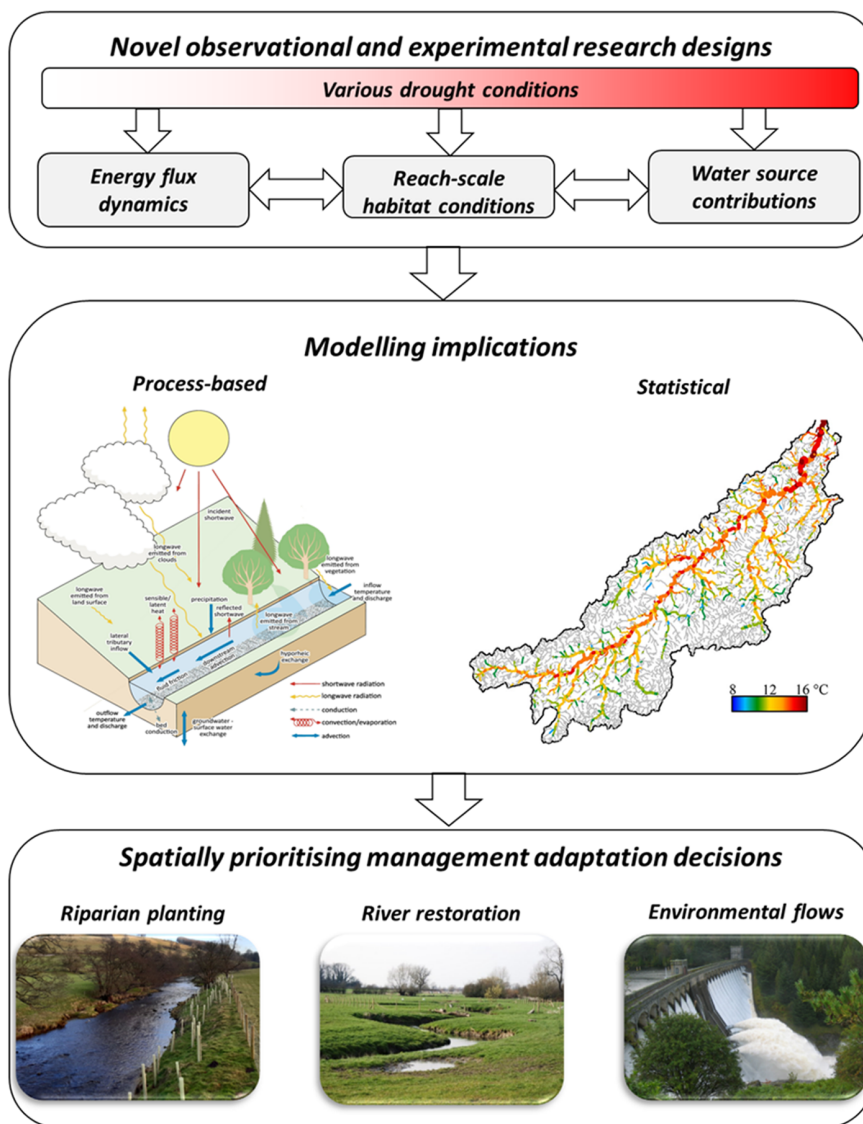 Novel observational and experimental research designs
Various drought conditions
Energy flux
dynamics
Reach-scale
habitat conditions
Water source
contributions
Modelling implications
Process-based
Statistical
incident
shortwave
longwave
emitted from
clouds
longwave
emitted from
vegetation
longwave
emitted from
land surface
sensible/
latent
heat
precipitation
reflected
shortwave
longwave
emitted from
stream
inflow
temperature
and discharge
lateral
tributary
inflow
downstream
advection
fluid friction
hyporheic
exchange
outflow
temperature
and discharge
bed
conduction
groundwater -
surface water
exchange
shortwave radiation
longwave radiation
conduction
convection/evaporation
advection
8 12 16 °C
Spatially prioritising management adaptation decisions
Riparian planting
River restoration
Environmental flows